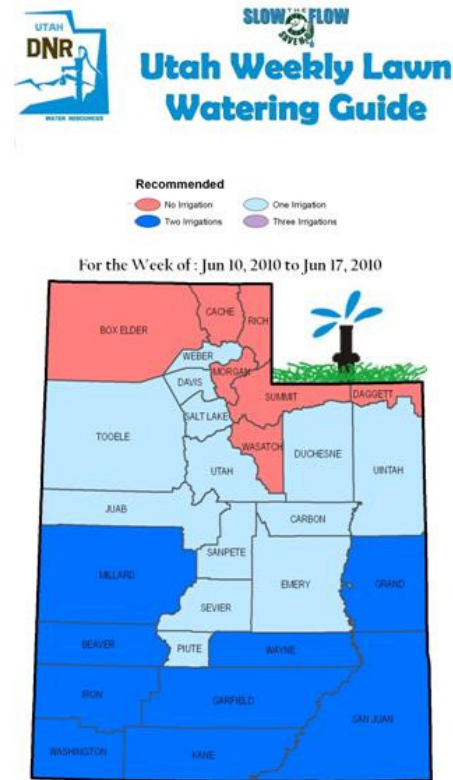 UTAH
DNR
WATER RESOURCES
SLOW THE FLOW
SAVE H2O
Utah Weekly Lawn
Watering Guide
Recommended
No Irrigation
One Irrigation
Two Irrigations
Three Irrigations
For the Week of : Jun 10, 2010 to Jun 17, 2010
BOX ELDER
CACHE
RICH
WEBER
MORGAN
DAVIS
SUMMIT
DAGGETT
SALT LAKE
TOOELE
WASATCH
DUCHESNE
UINTAH
UTAH
JUAB
CARBON
SANPETE
MILLARD
EMERY
GRAND
SEVIER
BEAVER
PIUTE
WAYNE
IRON
GARFIELD
SAN JUAN
WASHINGTON
KANE